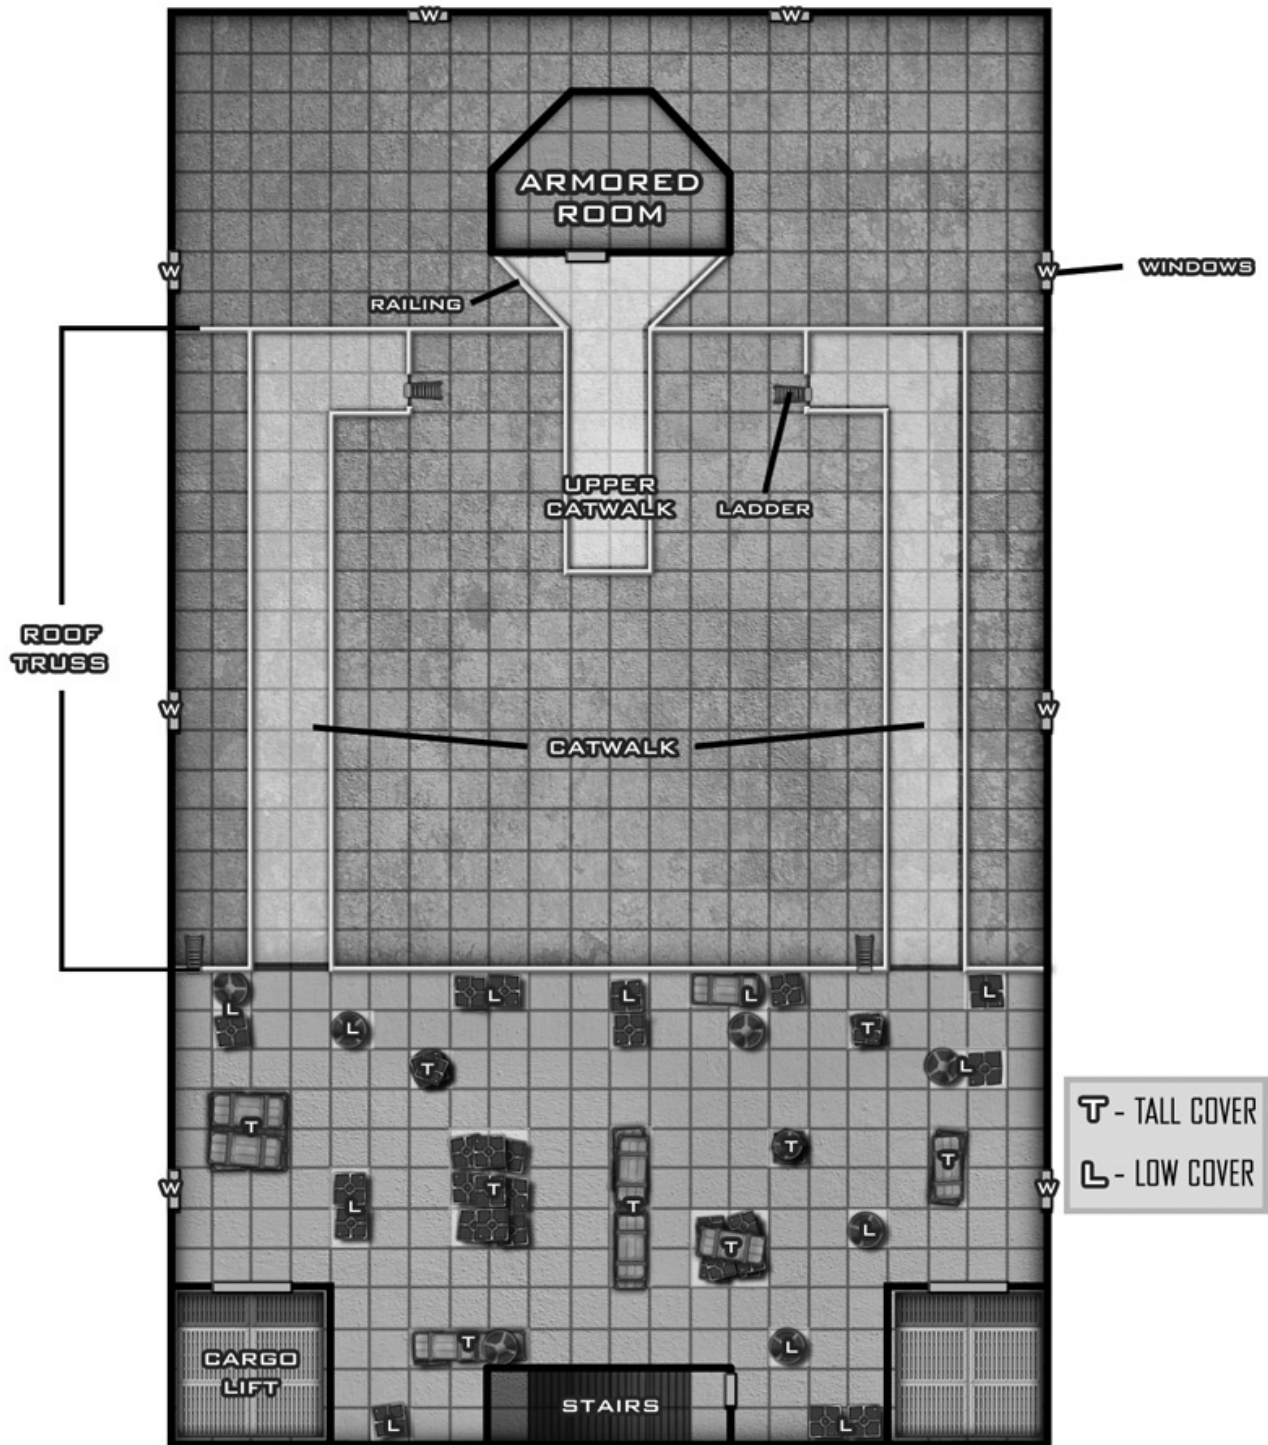 W
W
ARMORED
ROOM
W
W
WINDOWS
RAILING
UPPER
CATWALK
LADDER
ROOF
TRUSS
W
W
CATWALK
L
L
L
L
L
L
T
T
L
T
T - TALL COVER
T
T
T
L - LOW COVER
W
T
W
L
T
L
T
T
L
CARGO
LIFT
STAIRS
L
L